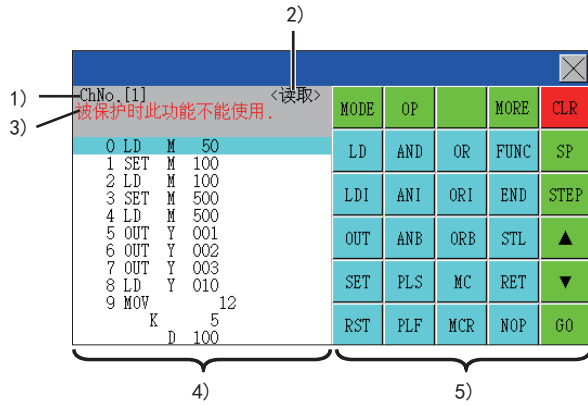 2)
1)
ChNo.[1] <读取>
3)
被保护时此功能不能使用.
MODE OP MORE CLR
0 LD M 50
1 SET M 100
2 LD M 100
3 SET M 500
4 LD M 500
5 OUT Y 001
6 OUT Y 002
7 OUT Y 003
8 LD Y 010
9 MOV 12
K 5
D 100
LD AND OR FUNC SP
LDI ANI ORI END STEP
OUT ANB ORB STL ▲
SET PLS MC RET ▼
RST PLF MCR NOP GO
4) 5)